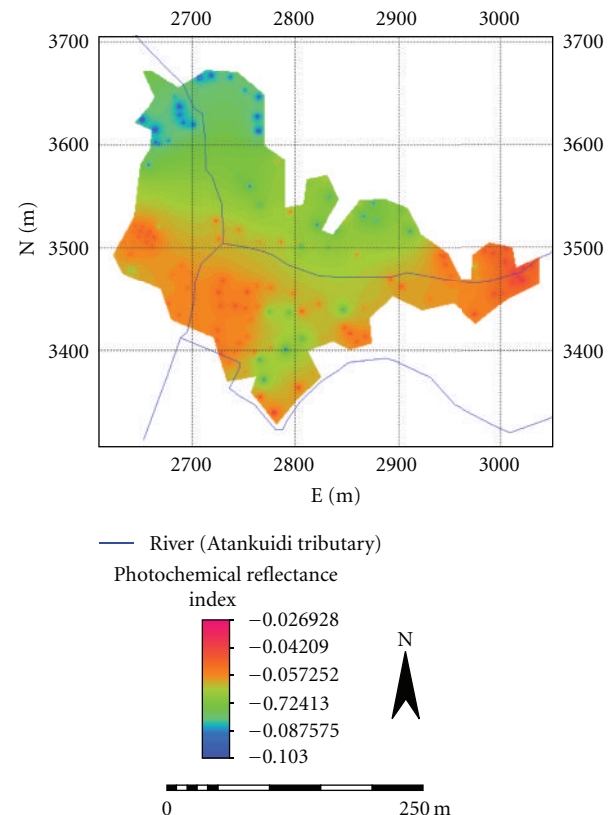 2700 2800 2900 3000
3700 3700
3600 3600
3500 3500
3400 3400
N (m)
2700 2800 2900 3000
E (m)
River (Atankuidi tributary)
Photochemical reflectance
index
−0.026928
−0.04209
−0.057252
−0.72413
−0.087575
−0.103
N
0 250 m